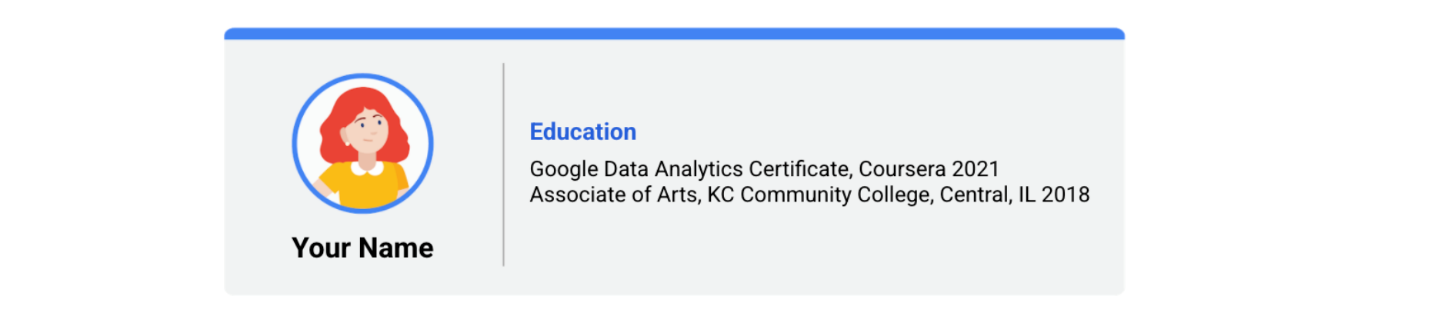 Your Name
Education
Google Data Analytics Certificate, Coursera 2021
Associate of Arts, KC Community College, Central, IL 2018